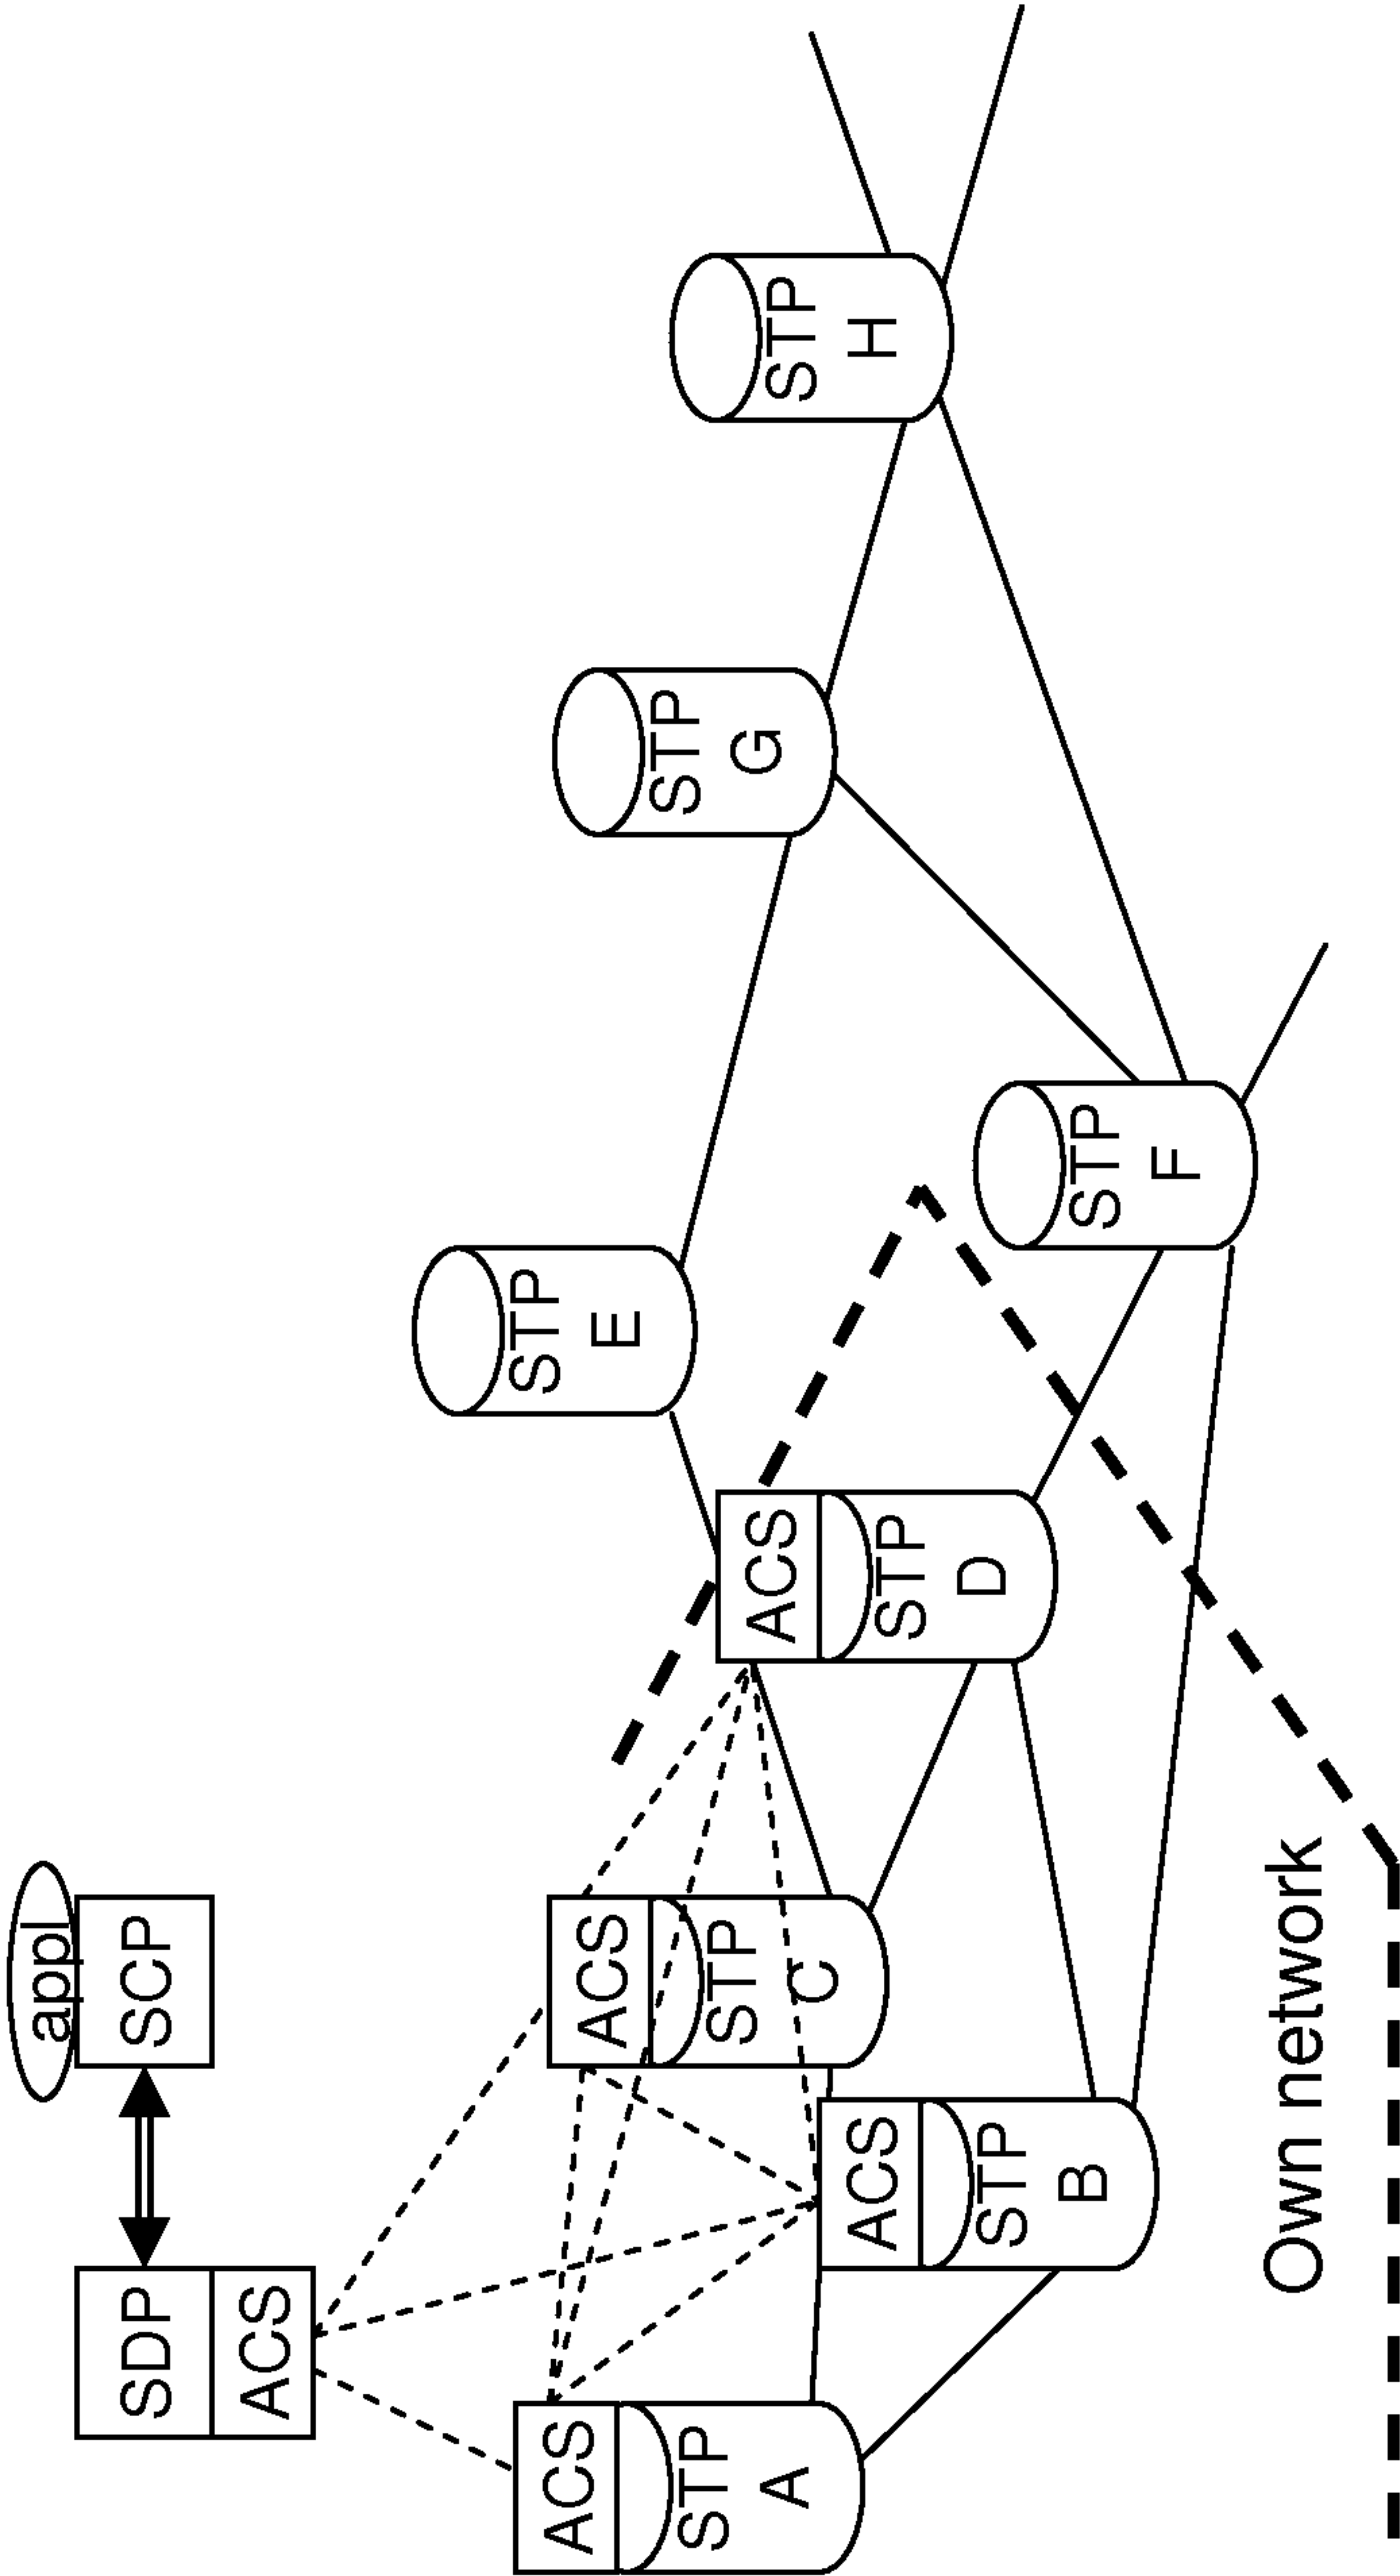 appl
SDP
SCP
ACS
ACS
STP
A
ACS
STP
B
ACS
STP
C
ACS
STP
D
STP
E
STP
F
STP
G
STP
H
Own network